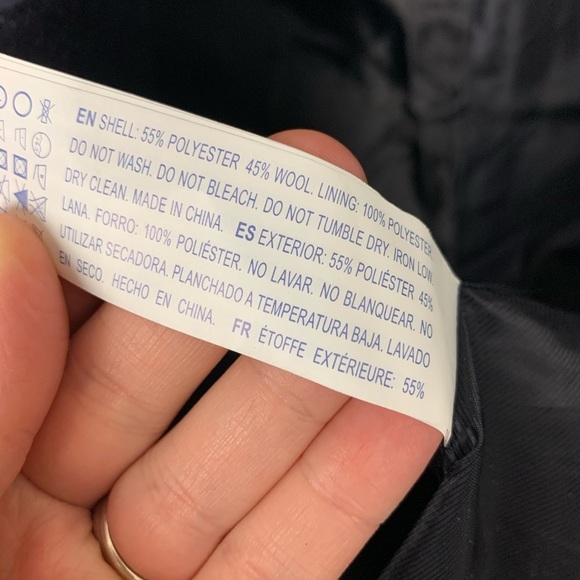 EN SHELL: 55% POLYESTER 45% WOOL. LINING: 100% POLYESTER
DO NOT WASH. DO NOT BLEACH. DO NOT TUMBLE DRY. IRON LOW.
DRY CLEAN. MADE IN CHINA. ES EXTERIOR: 55% POLIÉSTER 45%
LANA. FORRO: 100% POLIÉSTER. NO LAVAR. NO BLANQUEAR. NO
UTILIZAR SECADORA. PLANCHADO A TEMPERATURA BAJA. LAVADO
EN SECO. HECHO EN CHINA. FR ÉTOFFE EXTÉRIEURE: 55%